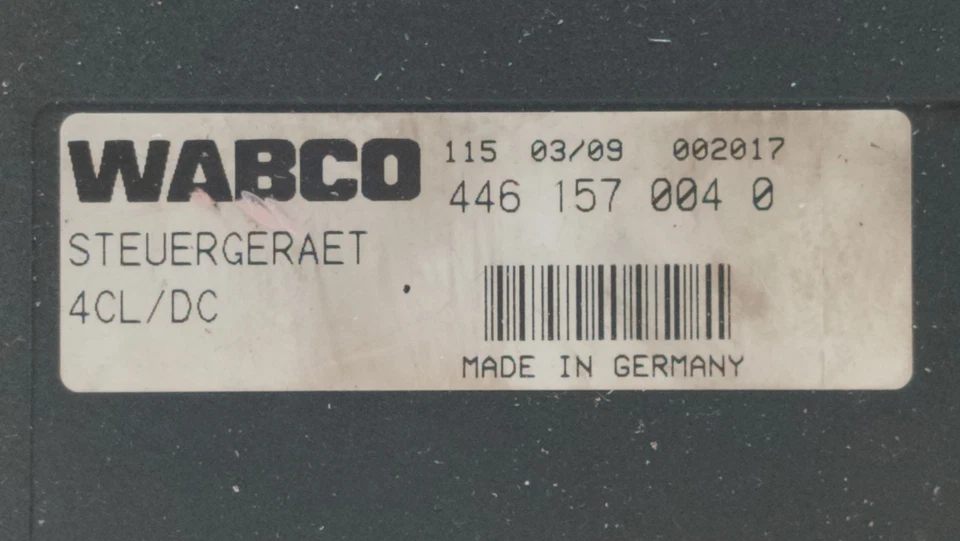 WABCO
115 03/09 002017
446 157 004 0
STEUERGERAET
4CL/DC
MADE IN GERMANY